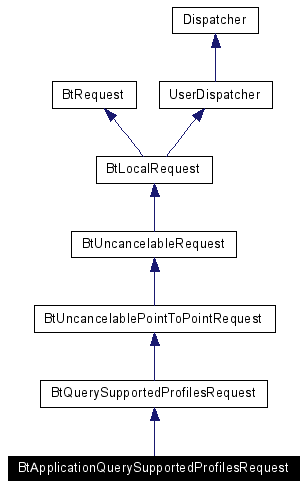 Dispatcher
BtRequest
UserDispatcher
BtLocalRequest
BtUncancelableRequest
BtUncancelablePointToPointRequest
BtQuerySupportedProfilesRequest
BtApplicationQuerySupportedProfilesRequest